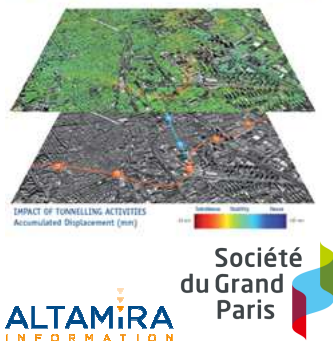 IMPACT OF TUNNELLING ACTIVITIES
Accumulated Displacement (mm)
Subsidence Stability Heave
Société
du Grand
Paris
ALTAMIRA
INFORMATION